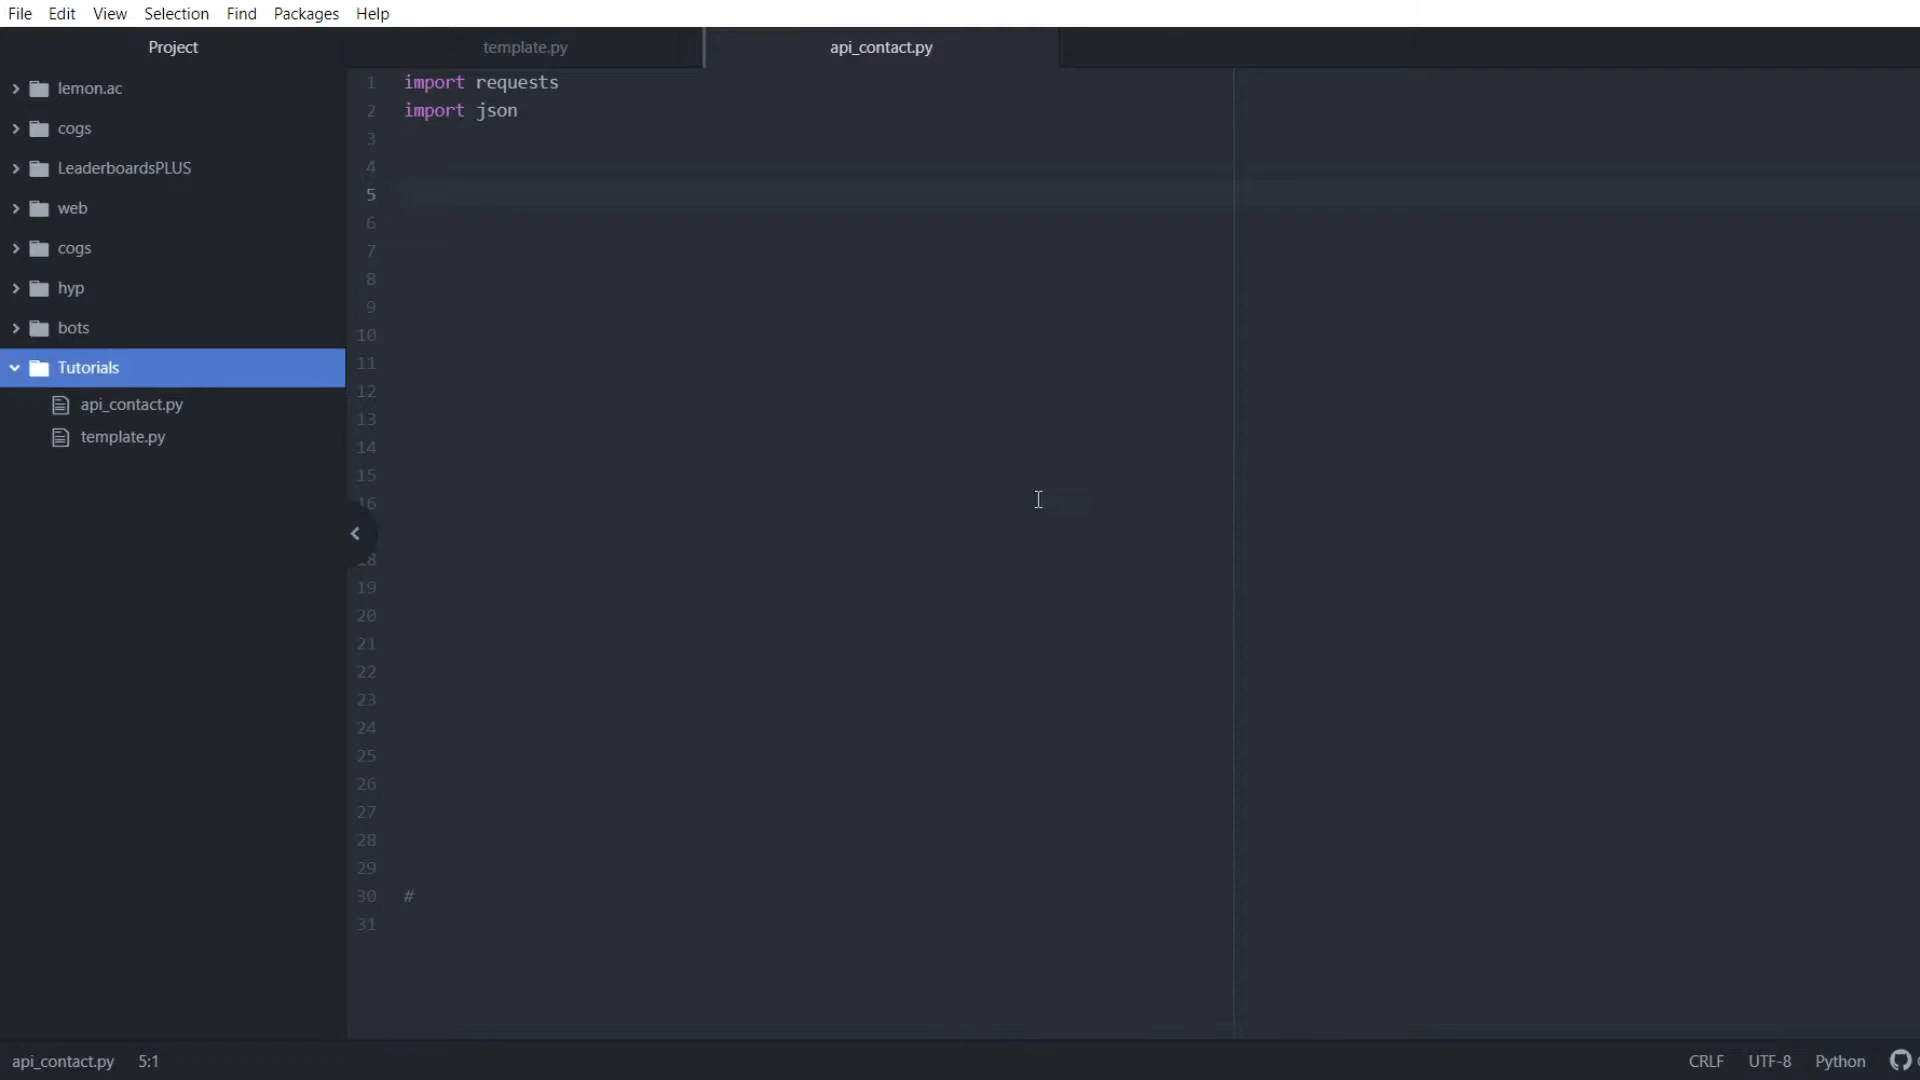 File Edit View Selection Find Packages Help
Project
template.py
api_contact.py
lemon.ac
cogs
LeaderboardsPLUS
web
cogs
hyp
bots
Tutorials
api_contact.py
template.py
1 import requests
2 import json
3
4
5
6
7
8
9
10
11
12
13
14
15
16
18
19
20
21
22
23
24
25
26
27
28
29
30 #
31
api_contact.py 5:1
CRLF UTF-8 Python